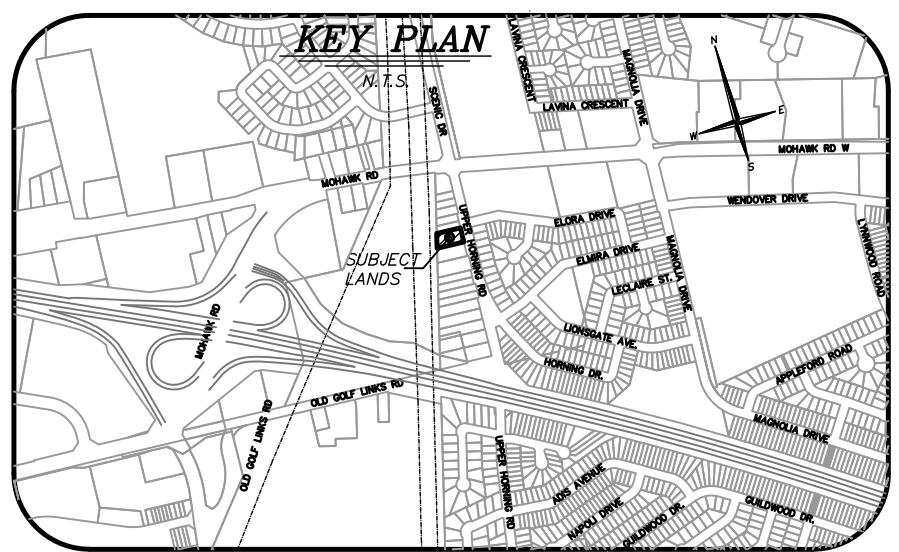 KEY PLAN
N.T.S.
LAVINA CRESCENT
MAGNOLIA DRIVE
SCENIC DR
LAVINA CRESCENT
N
E
W
S
MOHAWK RD W
MOHAWK RD
WENDOVER DRIVE
UPPER HORNING RD
ELORA DRIVE
LYNNWOOD ROAD
SUBJECT
LANDS
ELMIRA DRIVE
MAGNOLIA DRIVE
LECLAIRE ST.
MOHAWK RD
LIONSGATE AVE.
HORNING DR.
APPLEFORD ROAD
OLD GOLF LINKS RD
OLD GOLF LINKS RD
MAGNOLIA DRIVE
UPPER HORNING RD
ADIS AVENUE
NAPOLI DRIVE
GUILDWOOD DR.
GUILDWOOD DR.